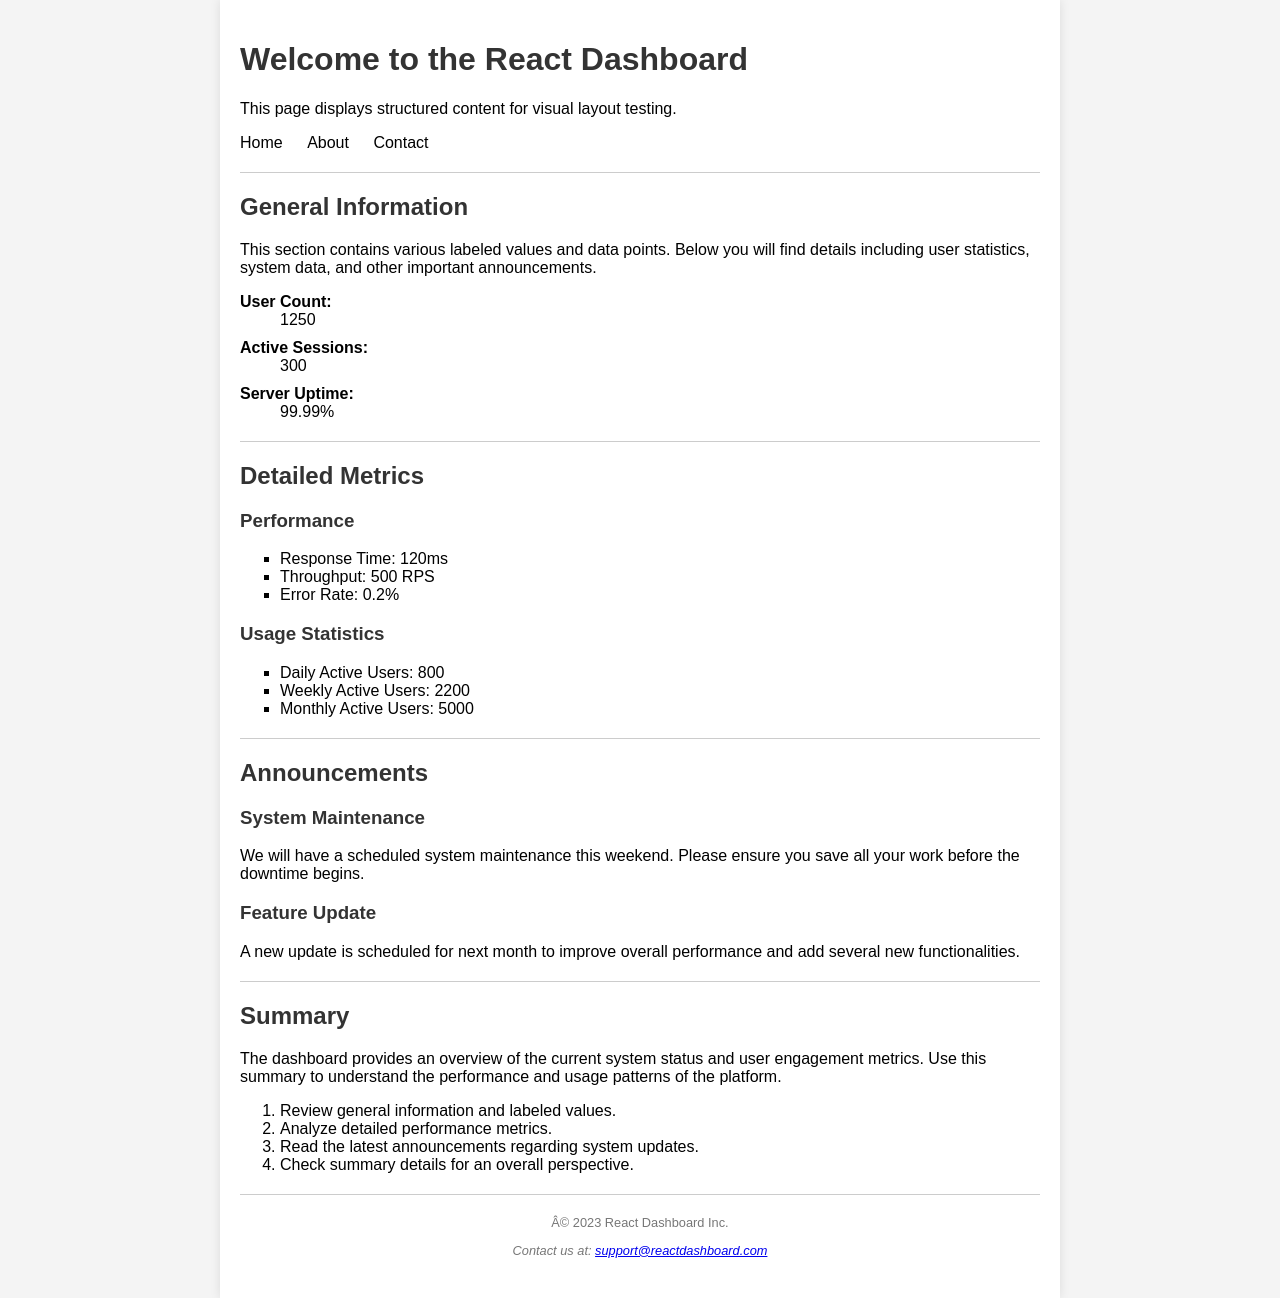 Welcome to the React Dashboard
This page displays structured content for visual layout testing.
Home About Contact
General Information
This section contains various labeled values and data points. Below you will find details including user statistics,
system data, and other important announcements.
User Count:
1250
Active Sessions:
300
Server Uptime:
99.99%
Detailed Metrics
Performance
Response Time: 120ms
Throughput: 500 RPS
Error Rate: 0.2%
Usage Statistics
Daily Active Users: 800
Weekly Active Users: 2200
Monthly Active Users: 5000
Announcements
System Maintenance
We will have a scheduled system maintenance this weekend. Please ensure you save all your work before the
downtime begins.
Feature Update
A new update is scheduled for next month to improve overall performance and add several new functionalities.
Summary
The dashboard provides an overview of the current system status and user engagement metrics. Use this
summary to understand the performance and usage patterns of the platform.
1. Review general information and labeled values.
2. Analyze detailed performance metrics.
3. Read the latest announcements regarding system updates.
4. Check summary details for an overall perspective.
Â© 2023 React Dashboard Inc.
Contact us at: support@reactdashboard.com